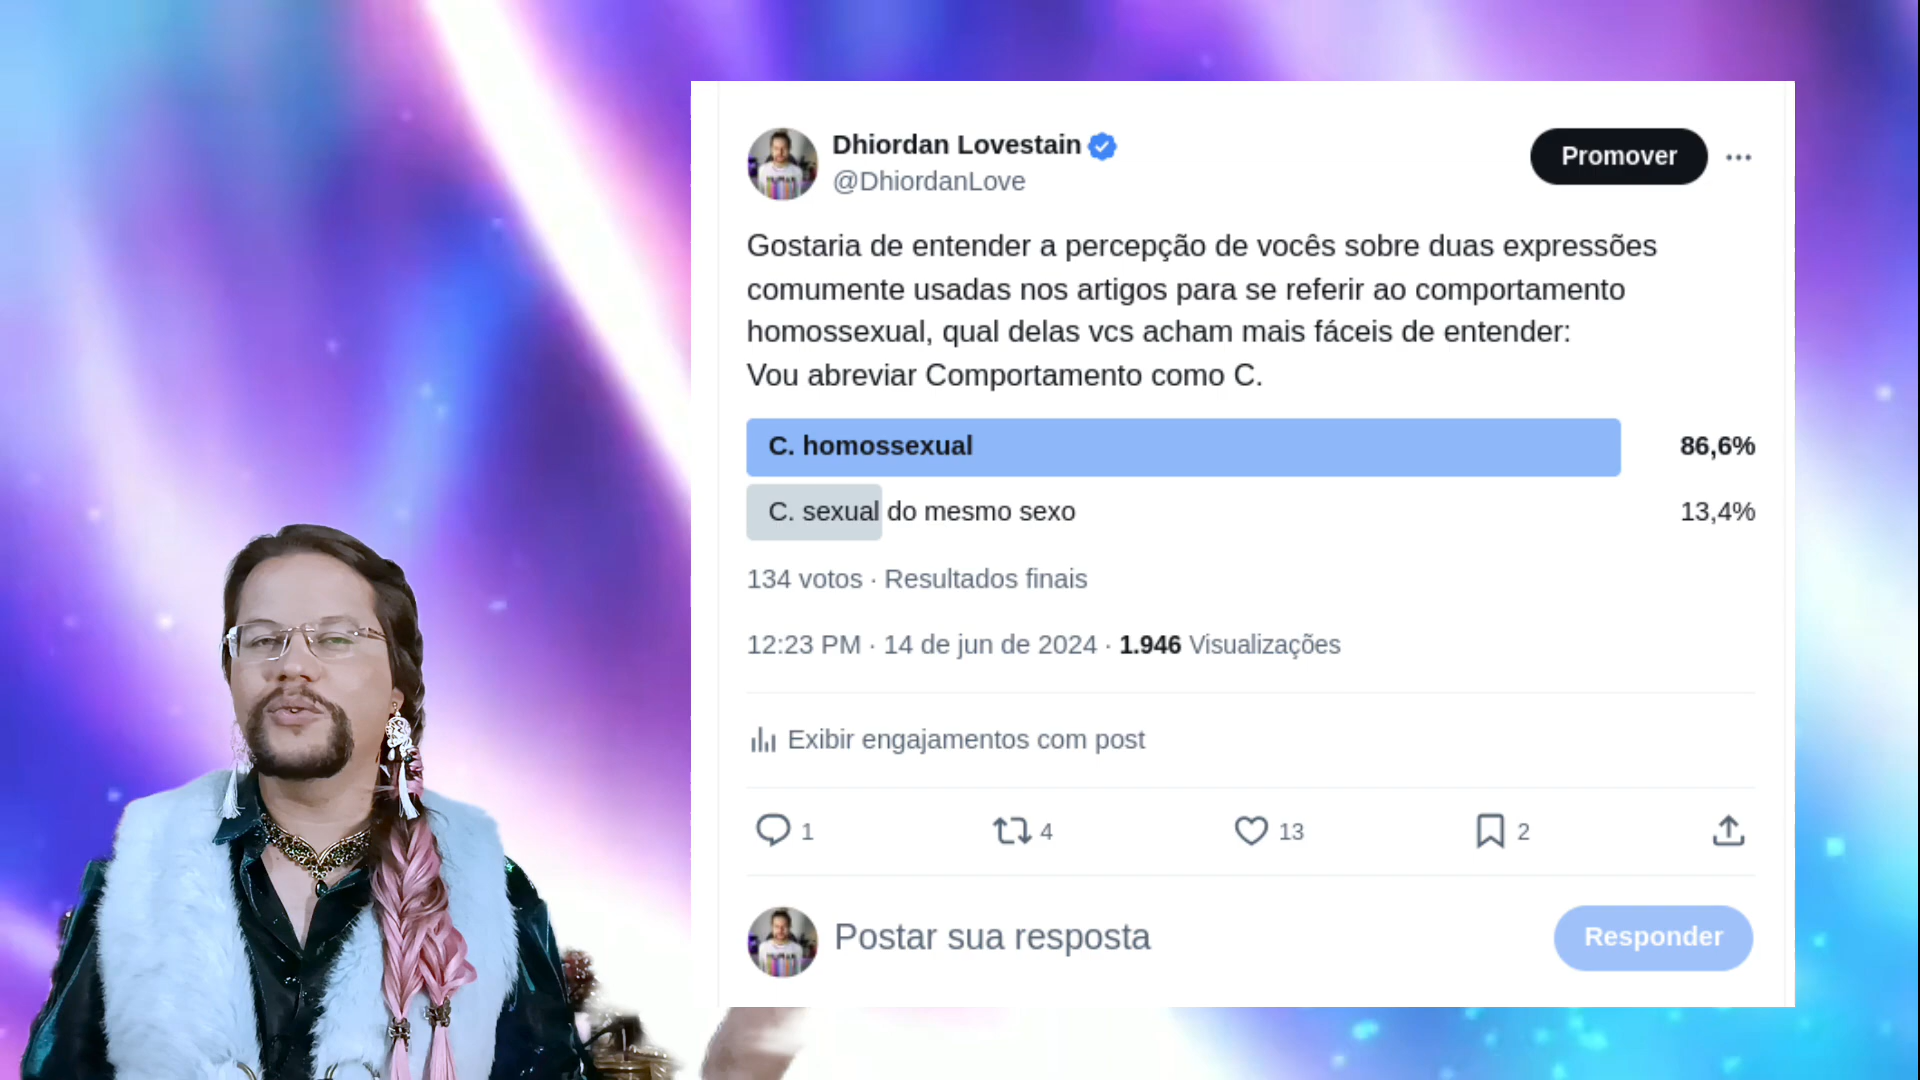 Dhiordan Lovestain
@DhiordanLove
Promover
Gostaria de entender a percepção de vocês sobre duas expressões
comumente usadas nos artigos para se referir ao comportamento
homossexual, qual delas vcs acham mais fáceis de entender:
Vou abreviar Comportamento como C.
C. homossexual 86,6%
C. sexual do mesmo sexo 13,4%
134 votos · Resultados finais
12:23 PM · 14 de jun de 2024 · 1.946 Visualizações
Exibir engajamentos com post
1 4 13 2
Postar sua resposta
Responder